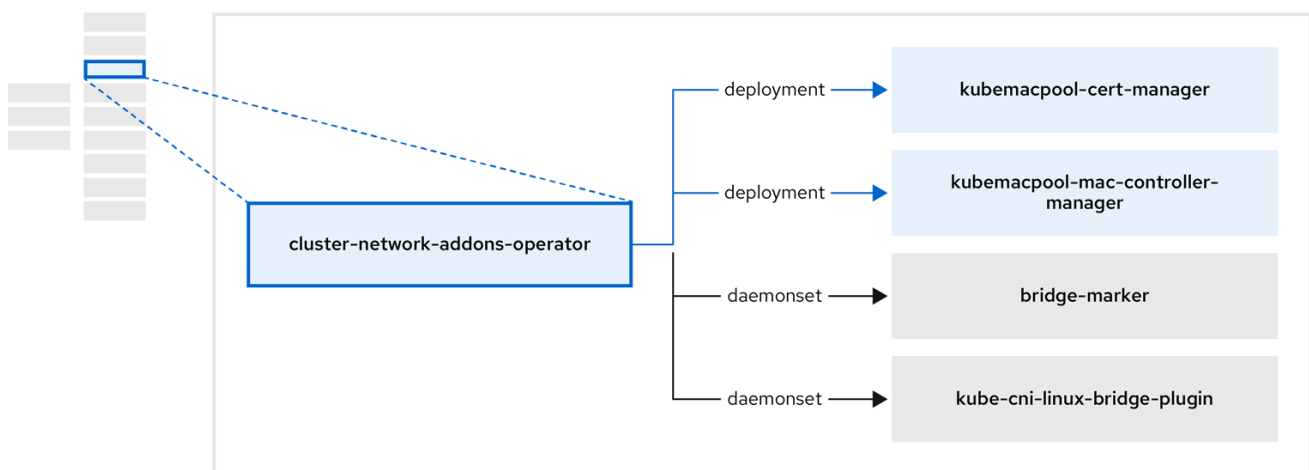 deployment
kubemacpool-cert-manager
deployment
kubemacpool-mac-controller-
manager
cluster-network-addons-operator
daemonset
bridge-marker
daemonset
kube-cni-linux-bridge-plugin